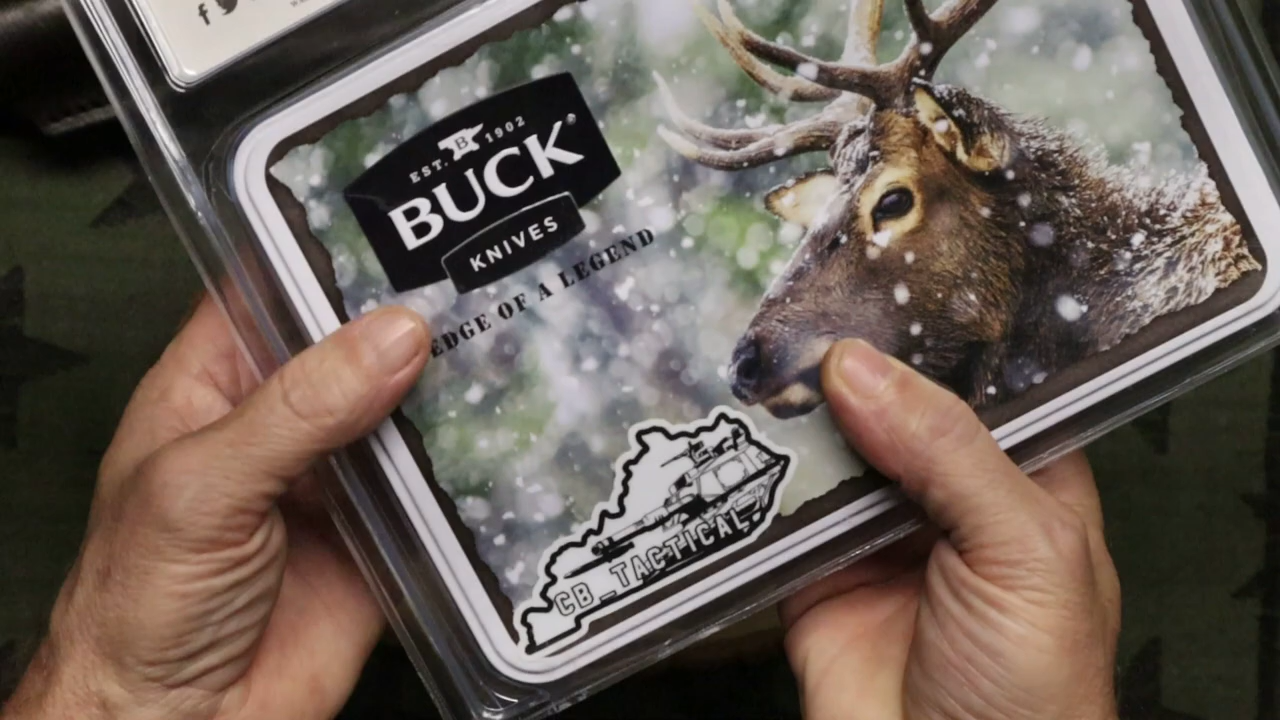 EST. B 1902
BUCK®
KNIVES
EDGE OF A LEGEND
CB_TACTICAL